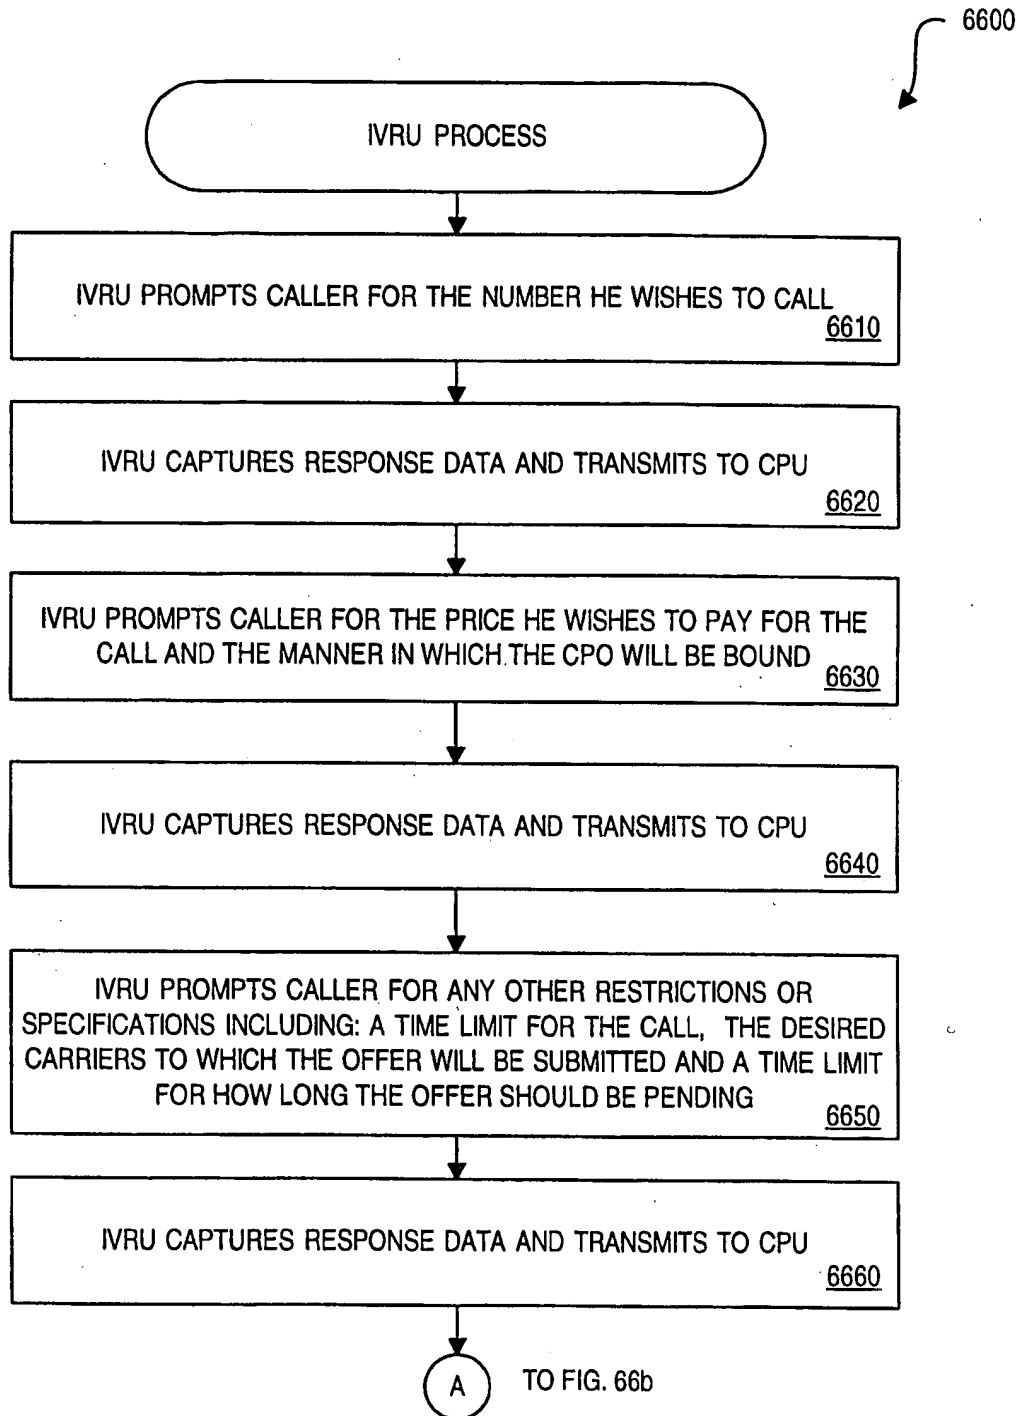 6600
IVRU PROCESS
IVRU PROMPTS CALLER FOR THE NUMBER HE WISHES TO CALL
6610
IVRU CAPTURES RESPONSE DATA AND TRANSMITS TO CPU
6620
IVRU PROMPTS CALLER FOR THE PRICE HE WISHES TO PAY FOR THE
CALL AND THE MANNER IN WHICH THE CPO WILL BE BOUND
6630
IVRU CAPTURES RESPONSE DATA AND TRANSMITS TO CPU
6640
IVRU PROMPTS CALLER FOR ANY OTHER RESTRICTIONS OR
SPECIFICATIONS INCLUDING: A TIME LIMIT FOR THE CALL, THE DESIRED
CARRIERS TO WHICH THE OFFER WILL BE SUBMITTED AND A TIME LIMIT
FOR HOW LONG THE OFFER SHOULD BE PENDING
6650
IVRU CAPTURES RESPONSE DATA AND TRANSMITS TO CPU
6660
A TO FIG. 66b